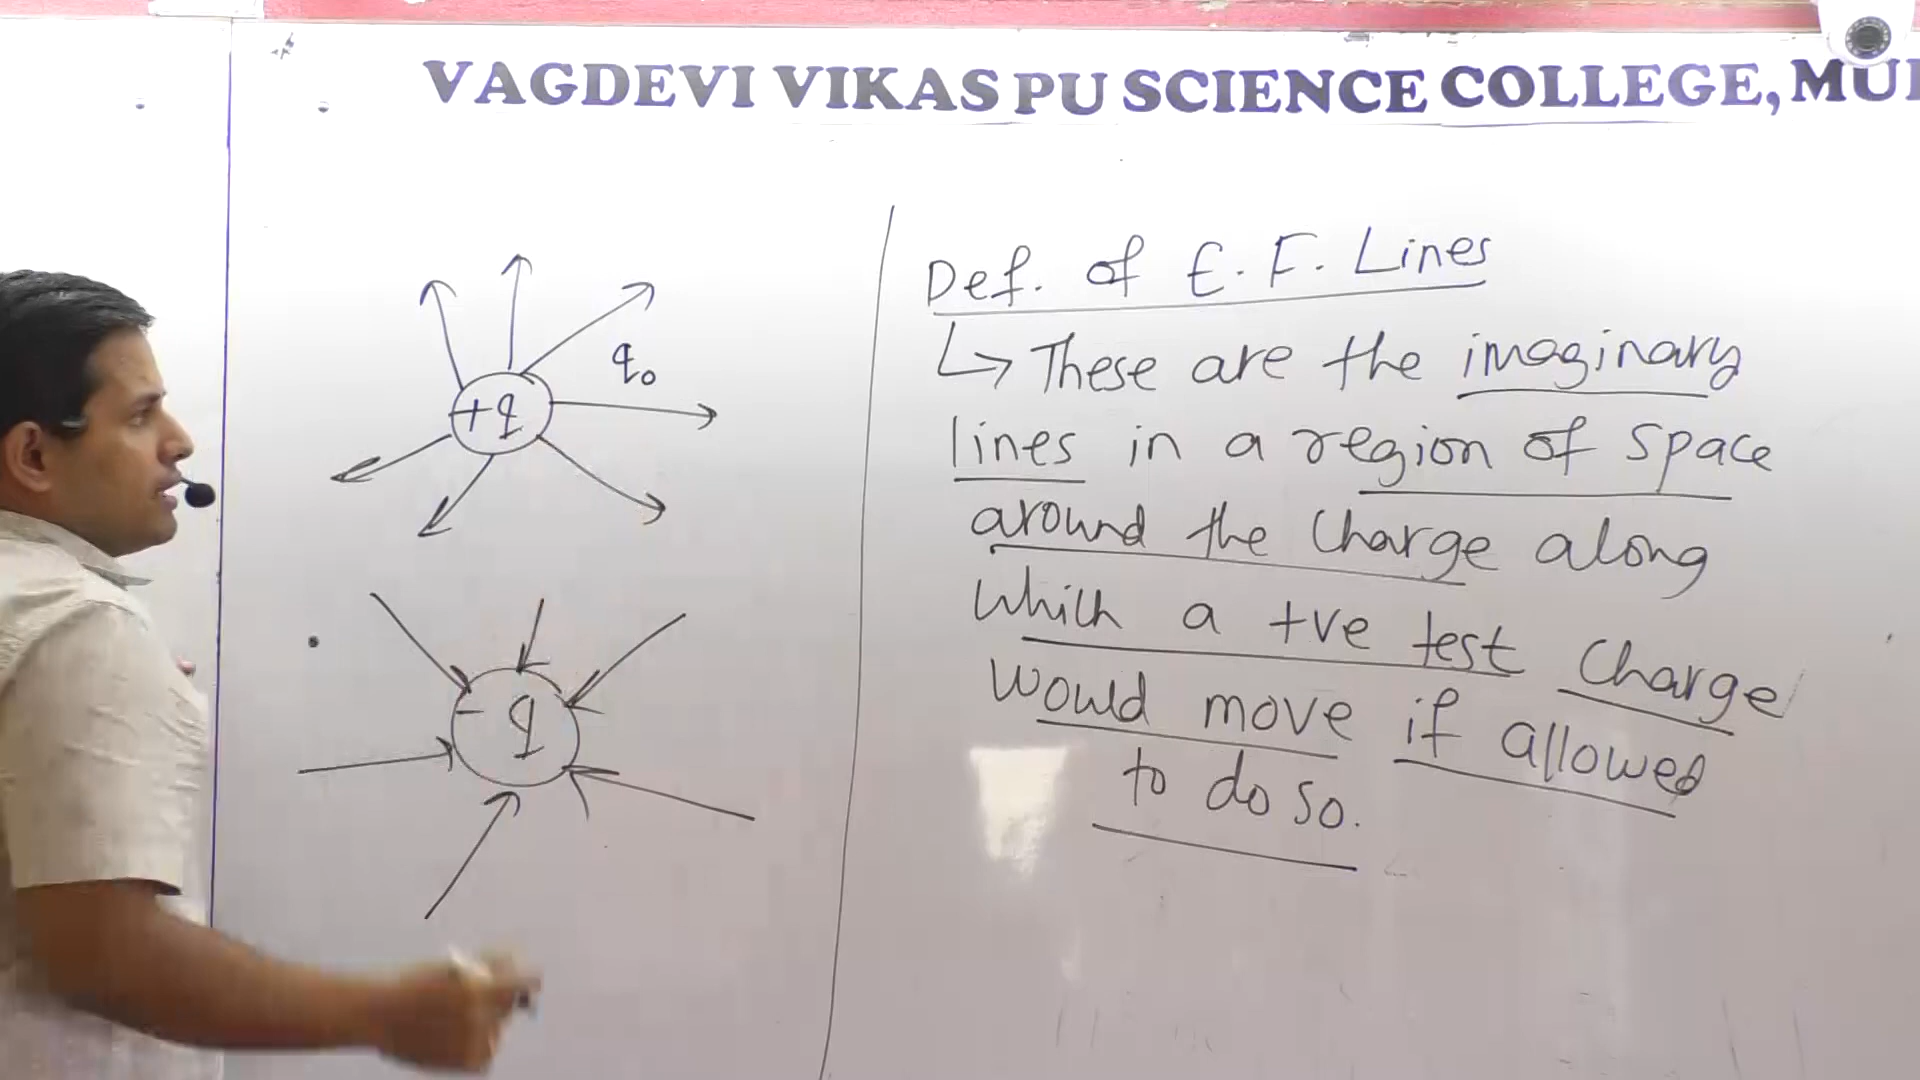 VAGDEVI VIKAS PU SCIENCE COLLEGE,
q₀
+q
- q
Def. of E.F. Lines
↳ These are the imaginary
lines in a region of space
around the charge along
which a +ve test charge
would move if allowed
to do so.